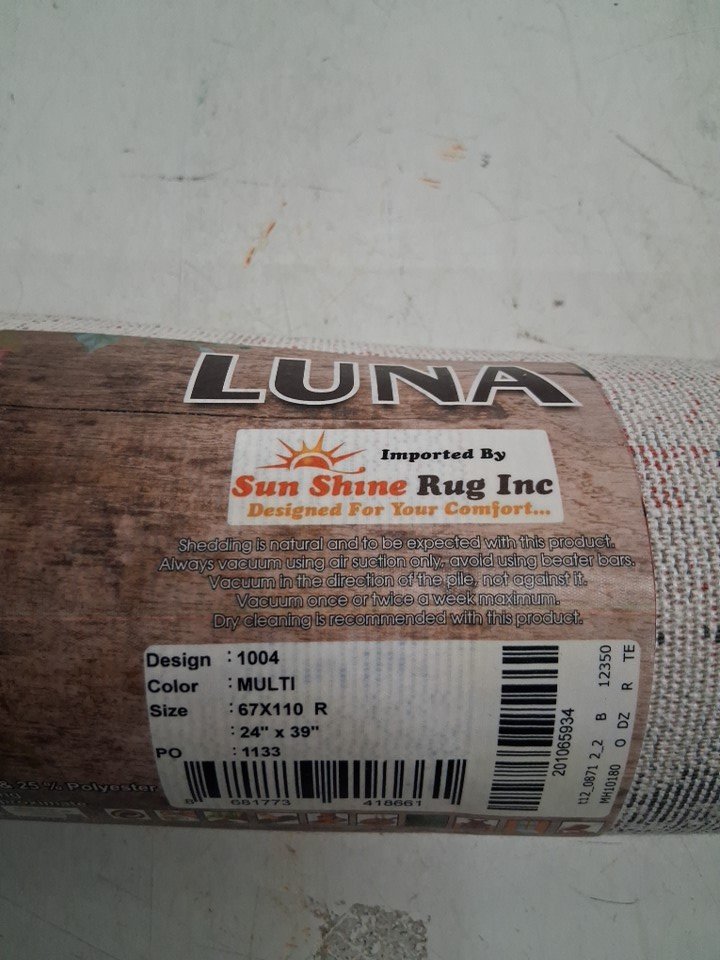 LUNA
Imported By
Sun Shine Rug Inc
Designed For Your Comfort...
Shedding is natural and to be expected with this product.
Always vacuum using air suction only, avoid using beater bars.
Vacuum in the direction of the pile, not against it.
Vacuum once or twice a week maximum.
Dry cleaning is recommended with this product.
Design : 1004
Color : MULTI
Size : 67X110 R
: 24" x 39"
PO : 1133
8 681773 418661
201065934
t12_0871 2_2 B 12350
MH10180 O DZ R TE
& 25 % Polyester